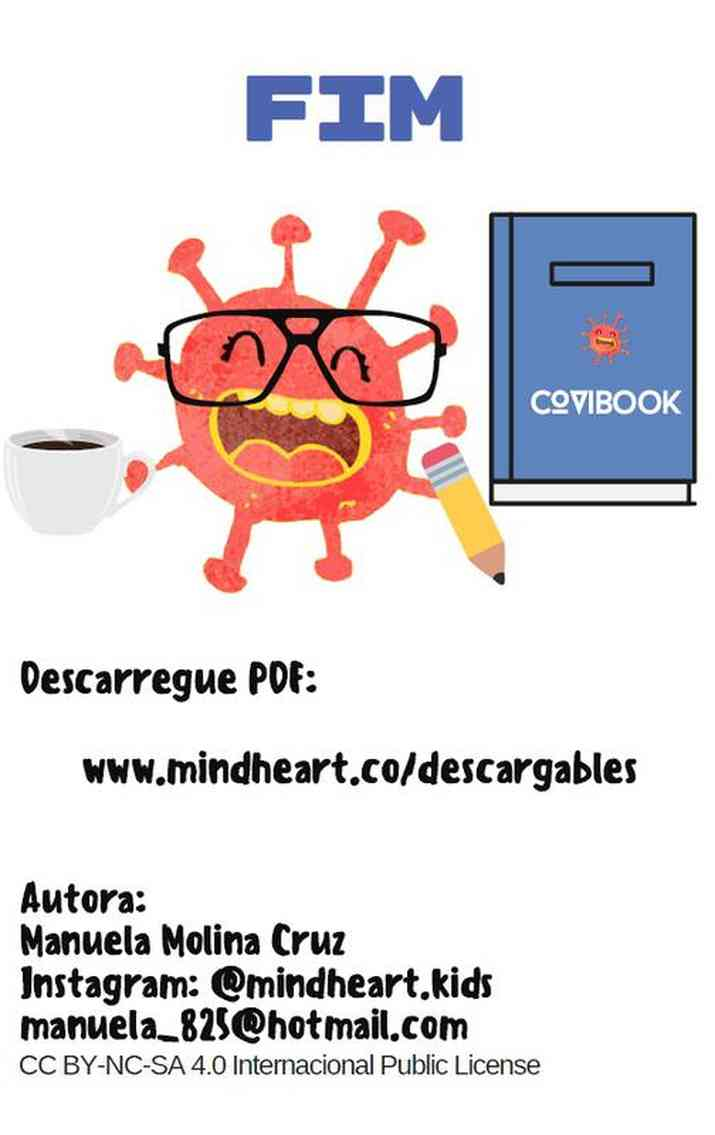 FIM
COVIBOOK
Descarregue PDF:
www.mindheart.co/descargables
Autora:
Manuela Molina Cruz
Instagram: @mindheart.kids
manuela_825@hotmail.com
CC BY-NC-SA 4.0 Internacional Public License